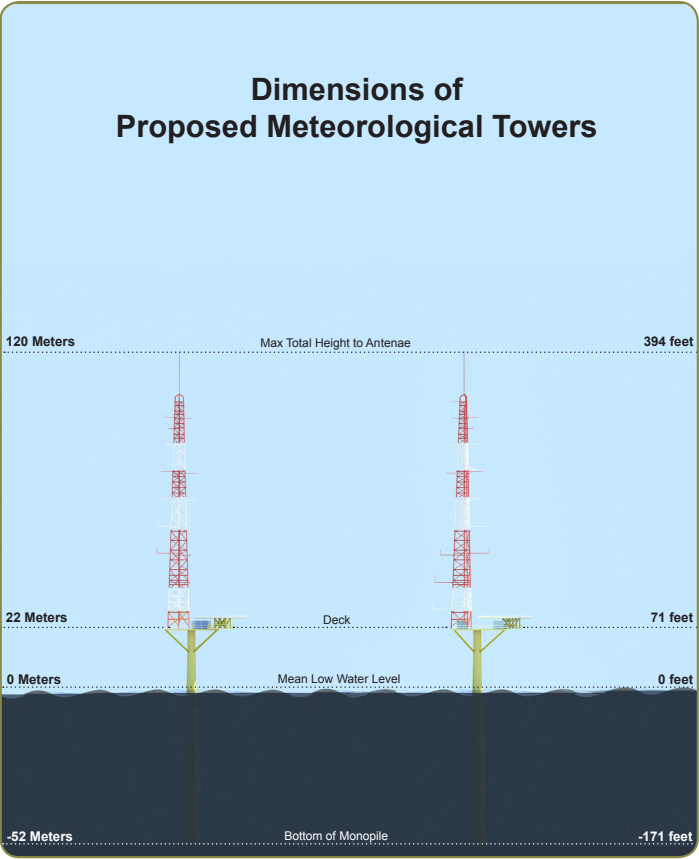 Dimensions of
Proposed Meteorological Towers
120 Meters Max Total Height to Antenae 394 feet
22 Meters Deck 71 feet
0 Meters Mean Low Water Level 0 feet
-52 Meters Bottom of Monopile -171 feet